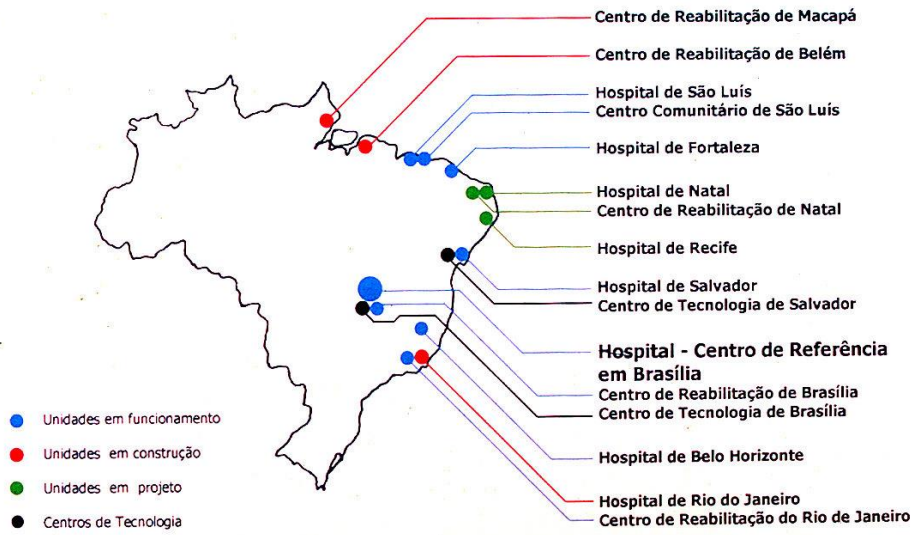 Centro de Reabilitação de Macapá
Centro de Reabilitação de Belém
Hospital de São Luís
Centro Comunitário de São Luís
Hospital de Fortaleza
Hospital de Natal
Centro de Reabilitação de Natal
Hospital de Recife
Hospital de Salvador
Centro de Tecnologia de Salvador
Hospital - Centro de Referência
em Brasília
Centro de Reabilitação de Brasília
Centro de Tecnologia de Brasília
Hospital de Belo Horizonte
Hospital de Rio do Janeiro
Centro de Reabilitação do Rio de Janeiro
Unidades em funcionamento
Unidades em construção
Unidades em projeto
Centros de Tecnologia